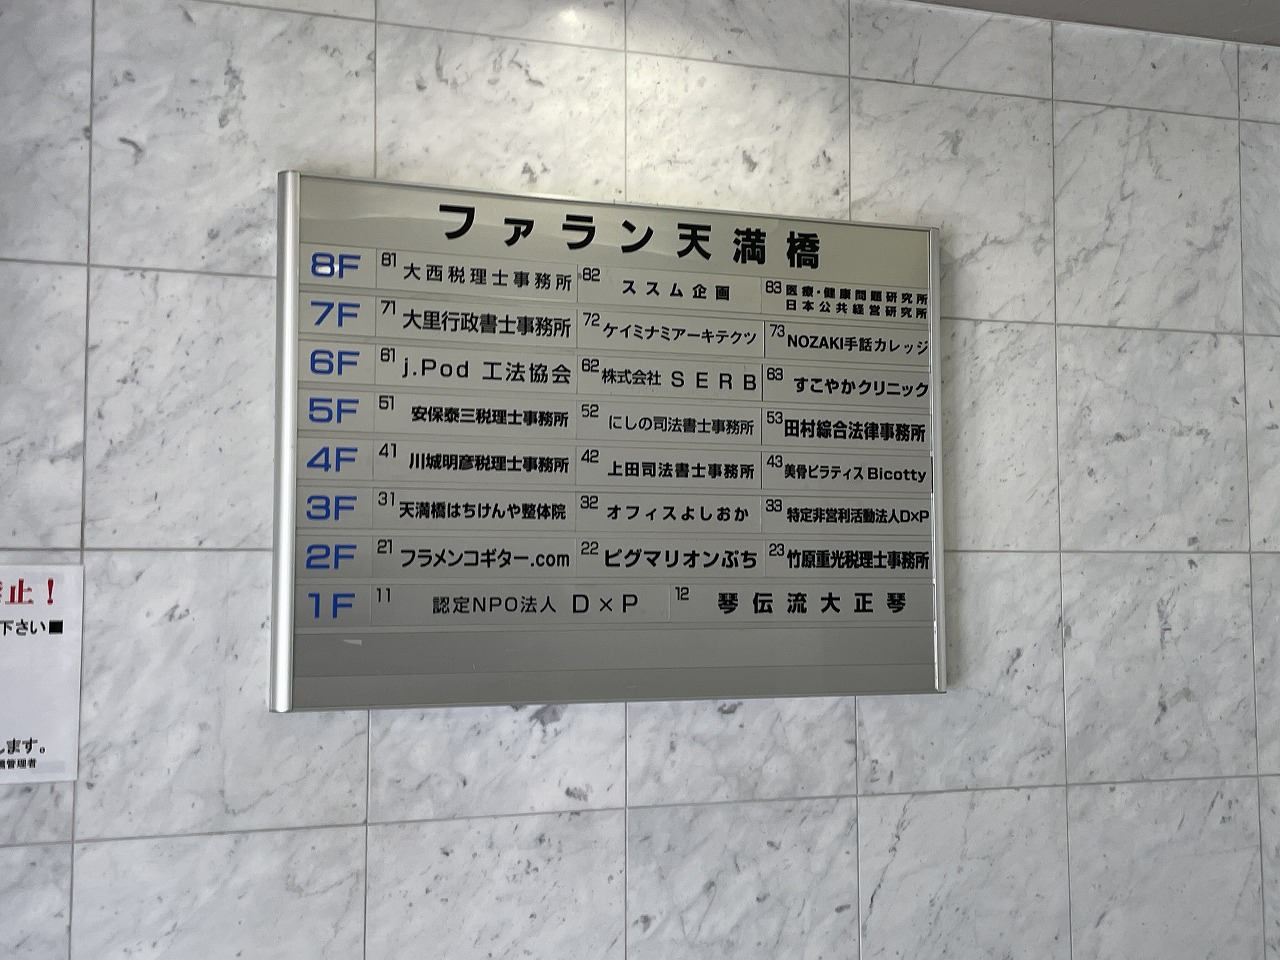 ファラン天満橋
8F 81 大西税理士事務所 82 ススム企画 83 医療・健康問題研究所
日本公共経営研究所
7F 71 大里行政書士事務所 72 ケイミナミアーキテクツ 73 NOZAKI手話カレッジ
6F 61 j.Pod 工法協会 62 株式会社 SERB 63 すこやかクリニック
5F 51 安保泰三税理士事務所 52 にしの司法書士事務所 53 田村綜合法律事務所
4F 41 川城明彦税理士事務所 42 上田司法書士事務所 43 美骨ピラティス Bicotty
3F 31 天満橋はちけんや整体院 32 オフィスよしおか 33 特定非営利活動法人D×P
2F 21 フラメンコギター.com 22 ピグマリオンぷち 23 竹原重光税理士事務所
1F 11 認定NPO法人 D×P 12 琴伝流大正琴
止！
下さい■
します。
管理者